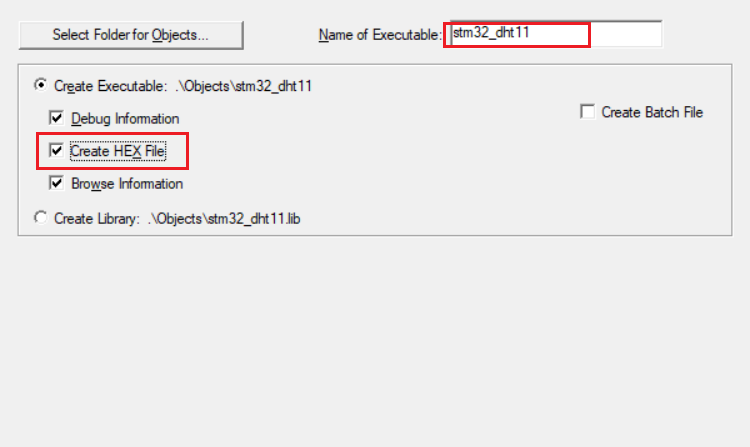 Select Folder for Objects...
Name of Executable: stm32_dht11
Create Executable: .\Objects\stm32_dht11
Debug Information
Create Batch File
Create HEX File
Browse Information
Create Library: .\Objects\stm32_dht11.lib